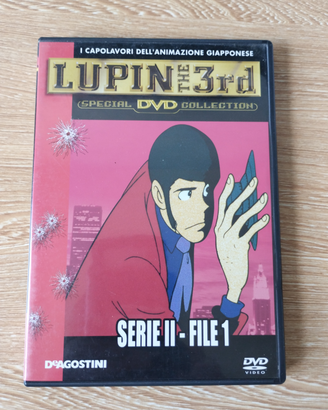 I CAPOLAVORI DELL'ANIMAZIONE GIAPPONESE
LUPIN THE 3rd
SPECIAL DVD COLLECTION
SERIE II - FILE 1
DeAGOSTINI
DVD
VIDEO